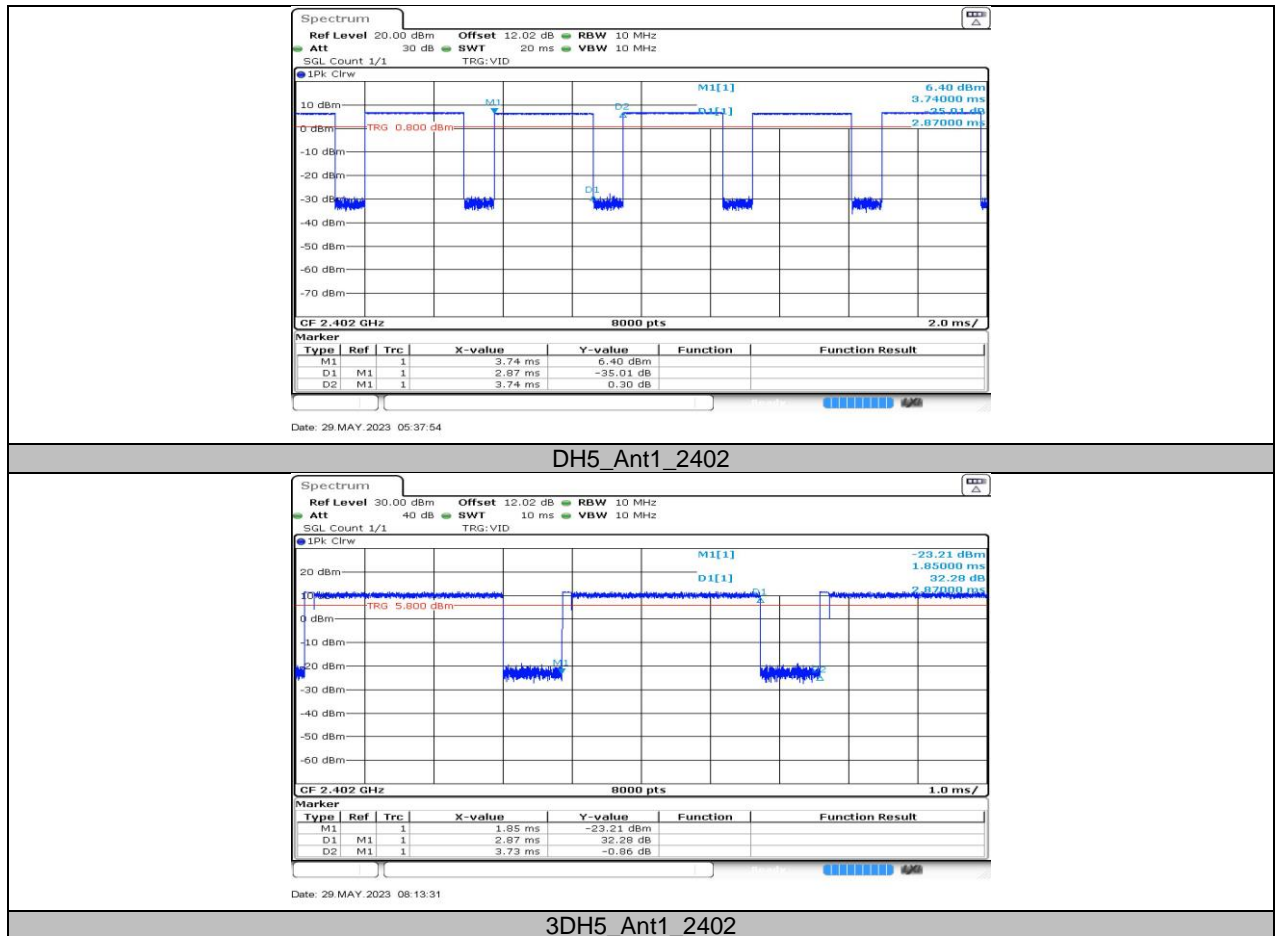 Spectrum
Ref Level 20.00 dBm Offset 12.02 dB RBW 10 MHz
Att 30 dB SWT 20 ms VBW 10 MHz
SGL Count 1/1 TRG:VID
1Pk Clrw
M1[1] 6.40 dBm
3.74000 ms
D1[1] -35.01 dB
2.87000 ms
10 dBm
M1
D2
0 dBm
TRG 0.800 dBm
-10 dBm
-20 dBm
D1
-30 dBm
-40 dBm
-50 dBm
-60 dBm
-70 dBm
CF 2.402 GHz 8000 pts 2.0 ms/
Marker
Type Ref Trc X-value Y-value Function Function Result
M1 1 3.74 ms 6.40 dBm
D1 M1 1 2.87 ms -35.01 dB
D2 M1 1 3.74 ms 0.30 dB
Date: 29.MAY.2023 05:37:54
DH5_Ant1_2402
Spectrum
Ref Level 30.00 dBm Offset 12.02 dB RBW 10 MHz
Att 40 dB SWT 10 ms VBW 10 MHz
SGL Count 1/1 TRG:VID
1Pk Clrw
M1[1] -23.21 dBm
1.85000 ms
D1[1] 32.28 dB
2.87000 ms
20 dBm
D1
10 dBm
TRG 5.800 dBm
0 dBm
-10 dBm
-20 dBm
M1
D2
-30 dBm
-40 dBm
-50 dBm
-60 dBm
CF 2.402 GHz 8000 pts 1.0 ms/
Marker
Type Ref Trc X-value Y-value Function Function Result
M1 1 1.85 ms -23.21 dBm
D1 M1 1 2.87 ms 32.28 dB
D2 M1 1 3.73 ms -0.86 dB
Date: 29.MAY.2023 08:13:31
3DH5_Ant1_2402